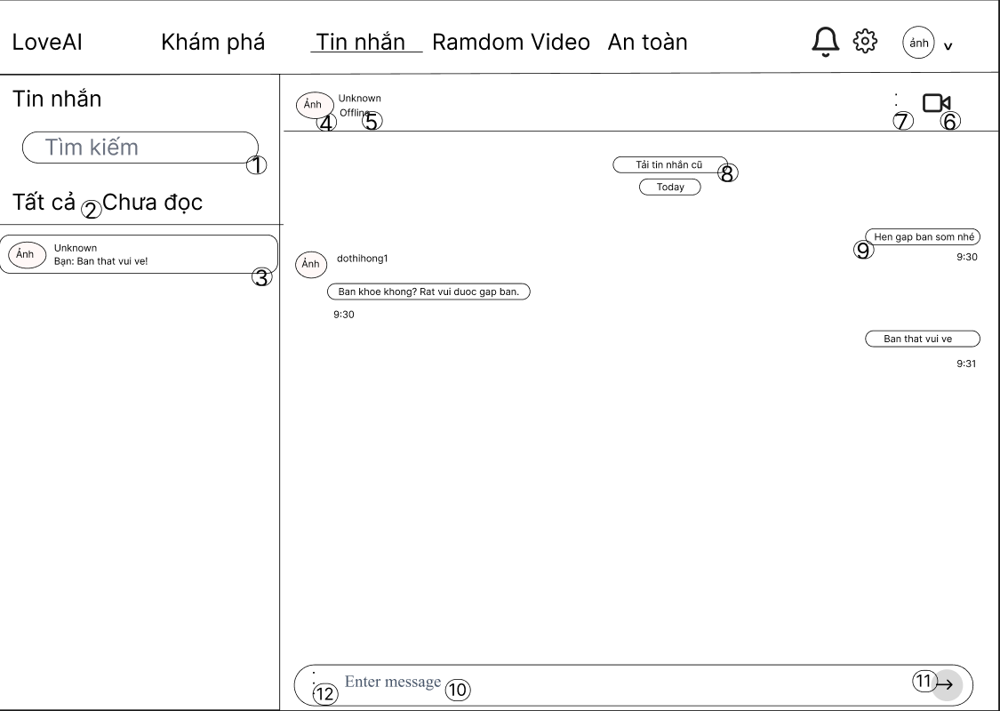 LoveAI Khám phá Tin nhắn Ramdom Video An toàn ảnh v
Tin nhắn
Tìm kiếm
1
Tất cả 2 Chưa đọc
Ảnh
Unknown
Bạn: Ban that vui ve!
3
Ảnh
Unknown
Offline
4 5
7 6
Tải tin nhắn cũ
8
Today
Hen gap ban som nhé
9
9:30
Ảnh
dothihong1
Ban khoe khong? Rat vui duoc gap ban.
9:30
Ban that vui ve
9:31
12 Enter message 10 11